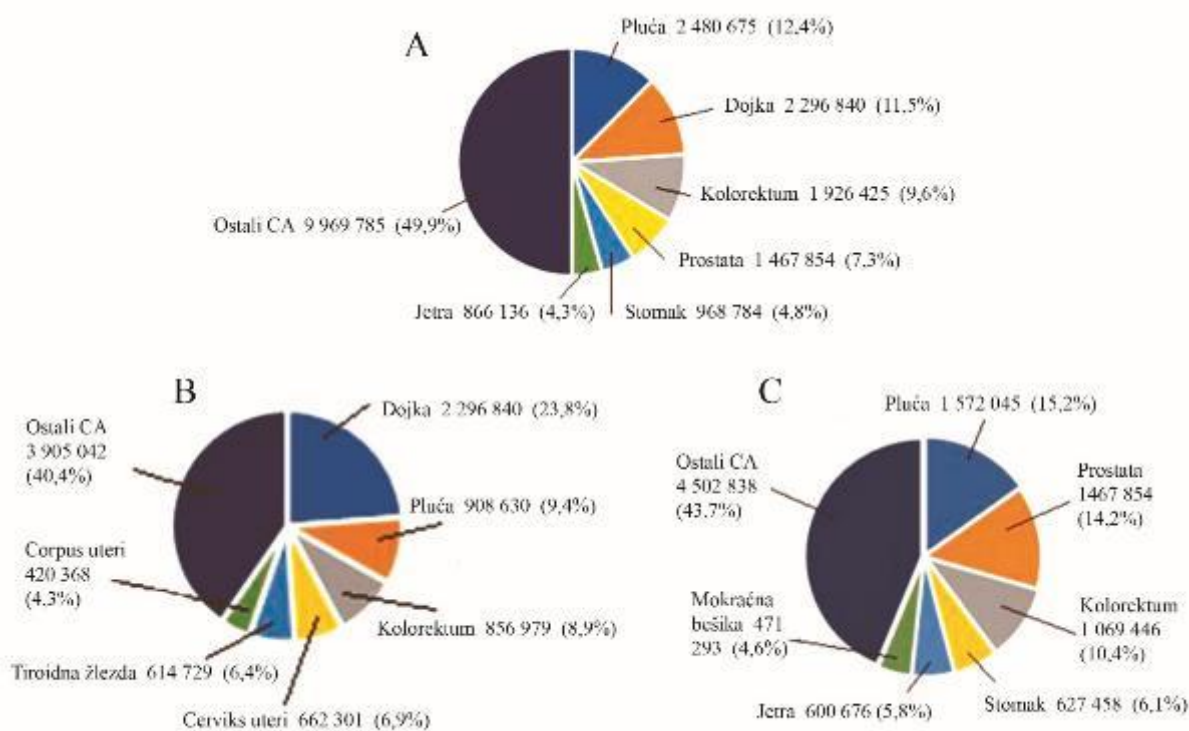 A
Pluća 2 480 675 (12,4%)
Dojka 2 296 840 (11,5%)
Kolorektum 1 926 425 (9,6%)
Prostata 1 467 854 (7,3%)
Stomak 968 784 (4,8%)
Jetra 866 136 (4,3%)
Ostali CA 9 969 785 (49,9%)
B
Dojka 2 296 840 (23,8%)
Pluća 908 630 (9,4%)
Kolorektum 856 979 (8,9%)
Cerviks uteri 662 301 (6,9%)
Tiroidna žlezda 614 729 (6,4%)
Corpus uteri
420 368
(4.3%)
Ostali CA
3 905 042
(40,4%)
C
Pluća 1 572 045 (15,2%)
Prostata
1467 854
(14,2%)
Kolorektum
1 069 446
(10,4%)
Stomak 627 458 (6,1%)
Jetra 600 676 (5,8%)
Mokraćna
bešika 471
293 (4,6%)
Ostali CA
4 502 838
(43,7%)